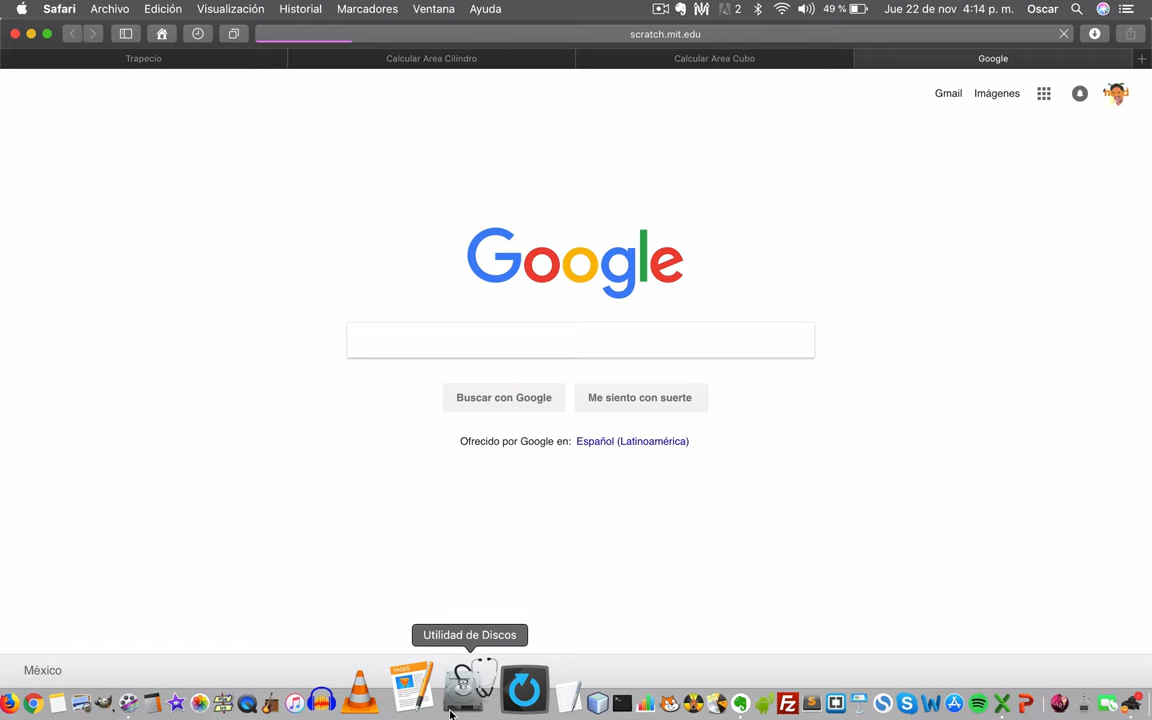 Safari Archivo Edición Visualización Historial Marcadores Ventana Ayuda 2 49 % Jue 22 de nov 4:14 p. m. Oscar
scratch.mit.edu
Trapecio Calcular Area Cilindro Calcular Area Cubo Google
Gmail Imágenes
Google
Buscar con Google Me siento con suerte
Ofrecido por Google en: Español (Latinoamérica)
Utilidad de Discos
México
PAGES